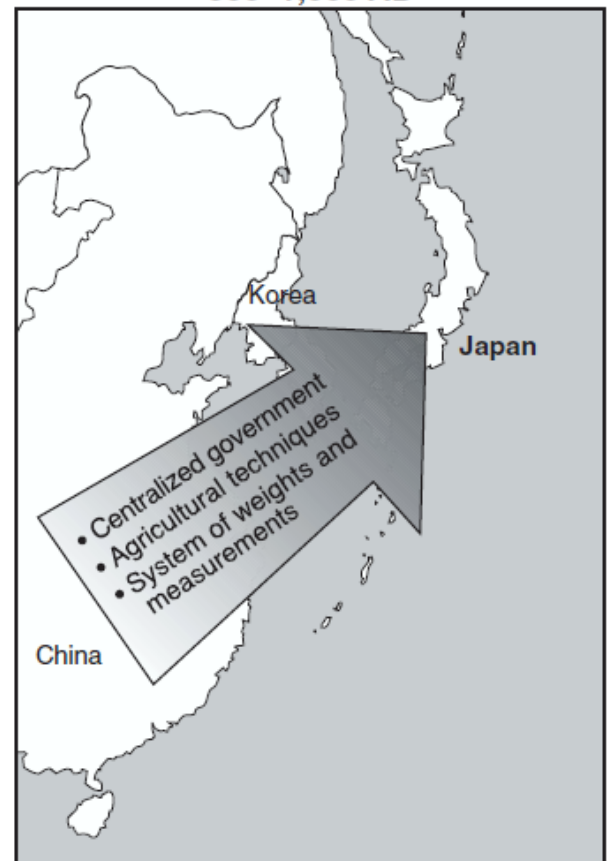 Korea
Japan
• Centralized government
• Agricultural techniques
• System of weights and
measurements
China